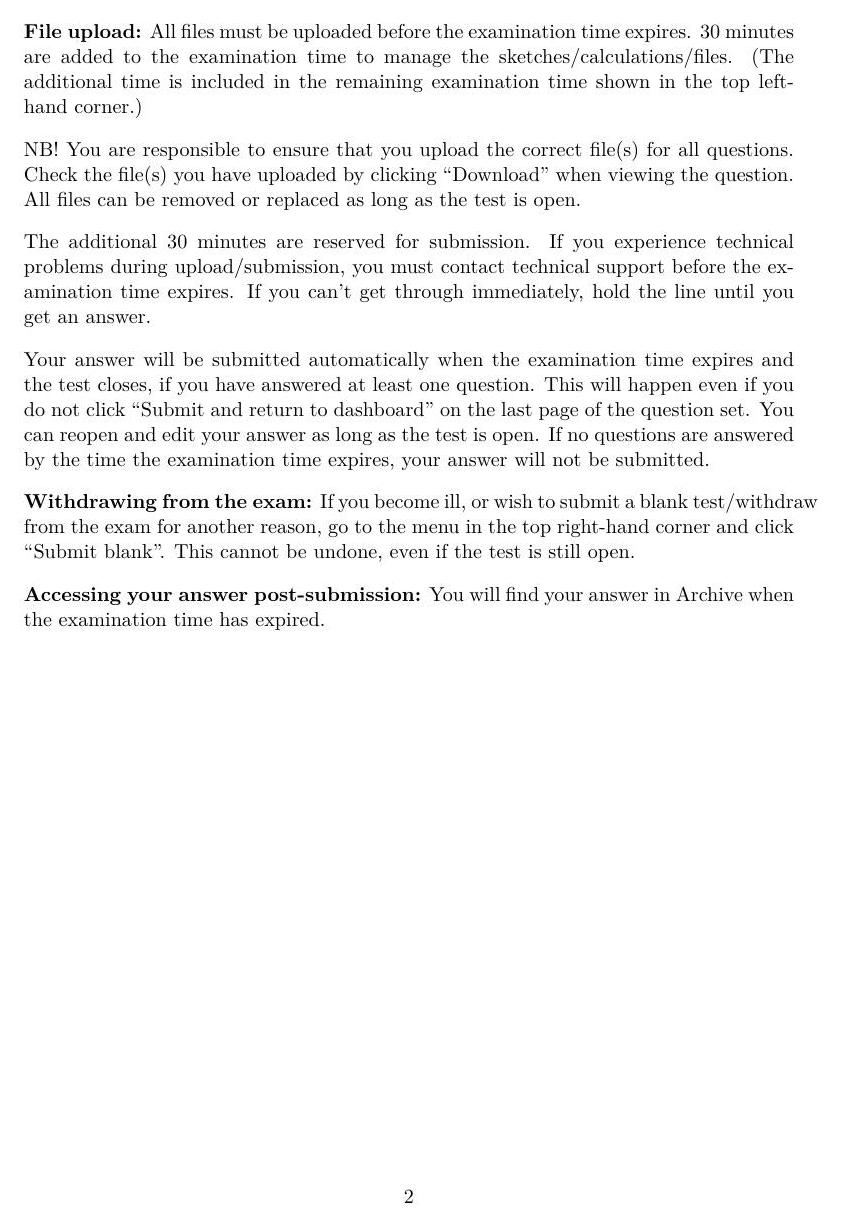 File upload: All files must be uploaded before the examination time expires. 30 minutes
are added to the examination time to manage the sketches/calculations/files. (The
additional time is included in the remaining examination time shown in the top left-
hand corner.)
NB! You are responsible to ensure that you upload the correct file(s) for all questions.
Check the file(s) you have uploaded by clicking “Download” when viewing the question.
All files can be removed or replaced as long as the test is open.
The additional 30 minutes are reserved for submission. If you experience technical
problems during upload/submission, you must contact technical support before the ex-
amination time expires. If you can’t get through immediately, hold the line until you
get an answer.
Your answer will be submitted automatically when the examination time expires and
the test closes, if you have answered at least one question. This will happen even if you
do not click “Submit and return to dashboard” on the last page of the question set. You
can reopen and edit your answer as long as the test is open. If no questions are answered
by the time the examination time expires, your answer will not be submitted.
Withdrawing from the exam: If you become ill, or wish to submit a blank test/withdraw
from the exam for another reason, go to the menu in the top right-hand corner and click
“Submit blank”. This cannot be undone, even if the test is still open.
Accessing your answer post-submission: You will find your answer in Archive when
the examination time has expired.
2